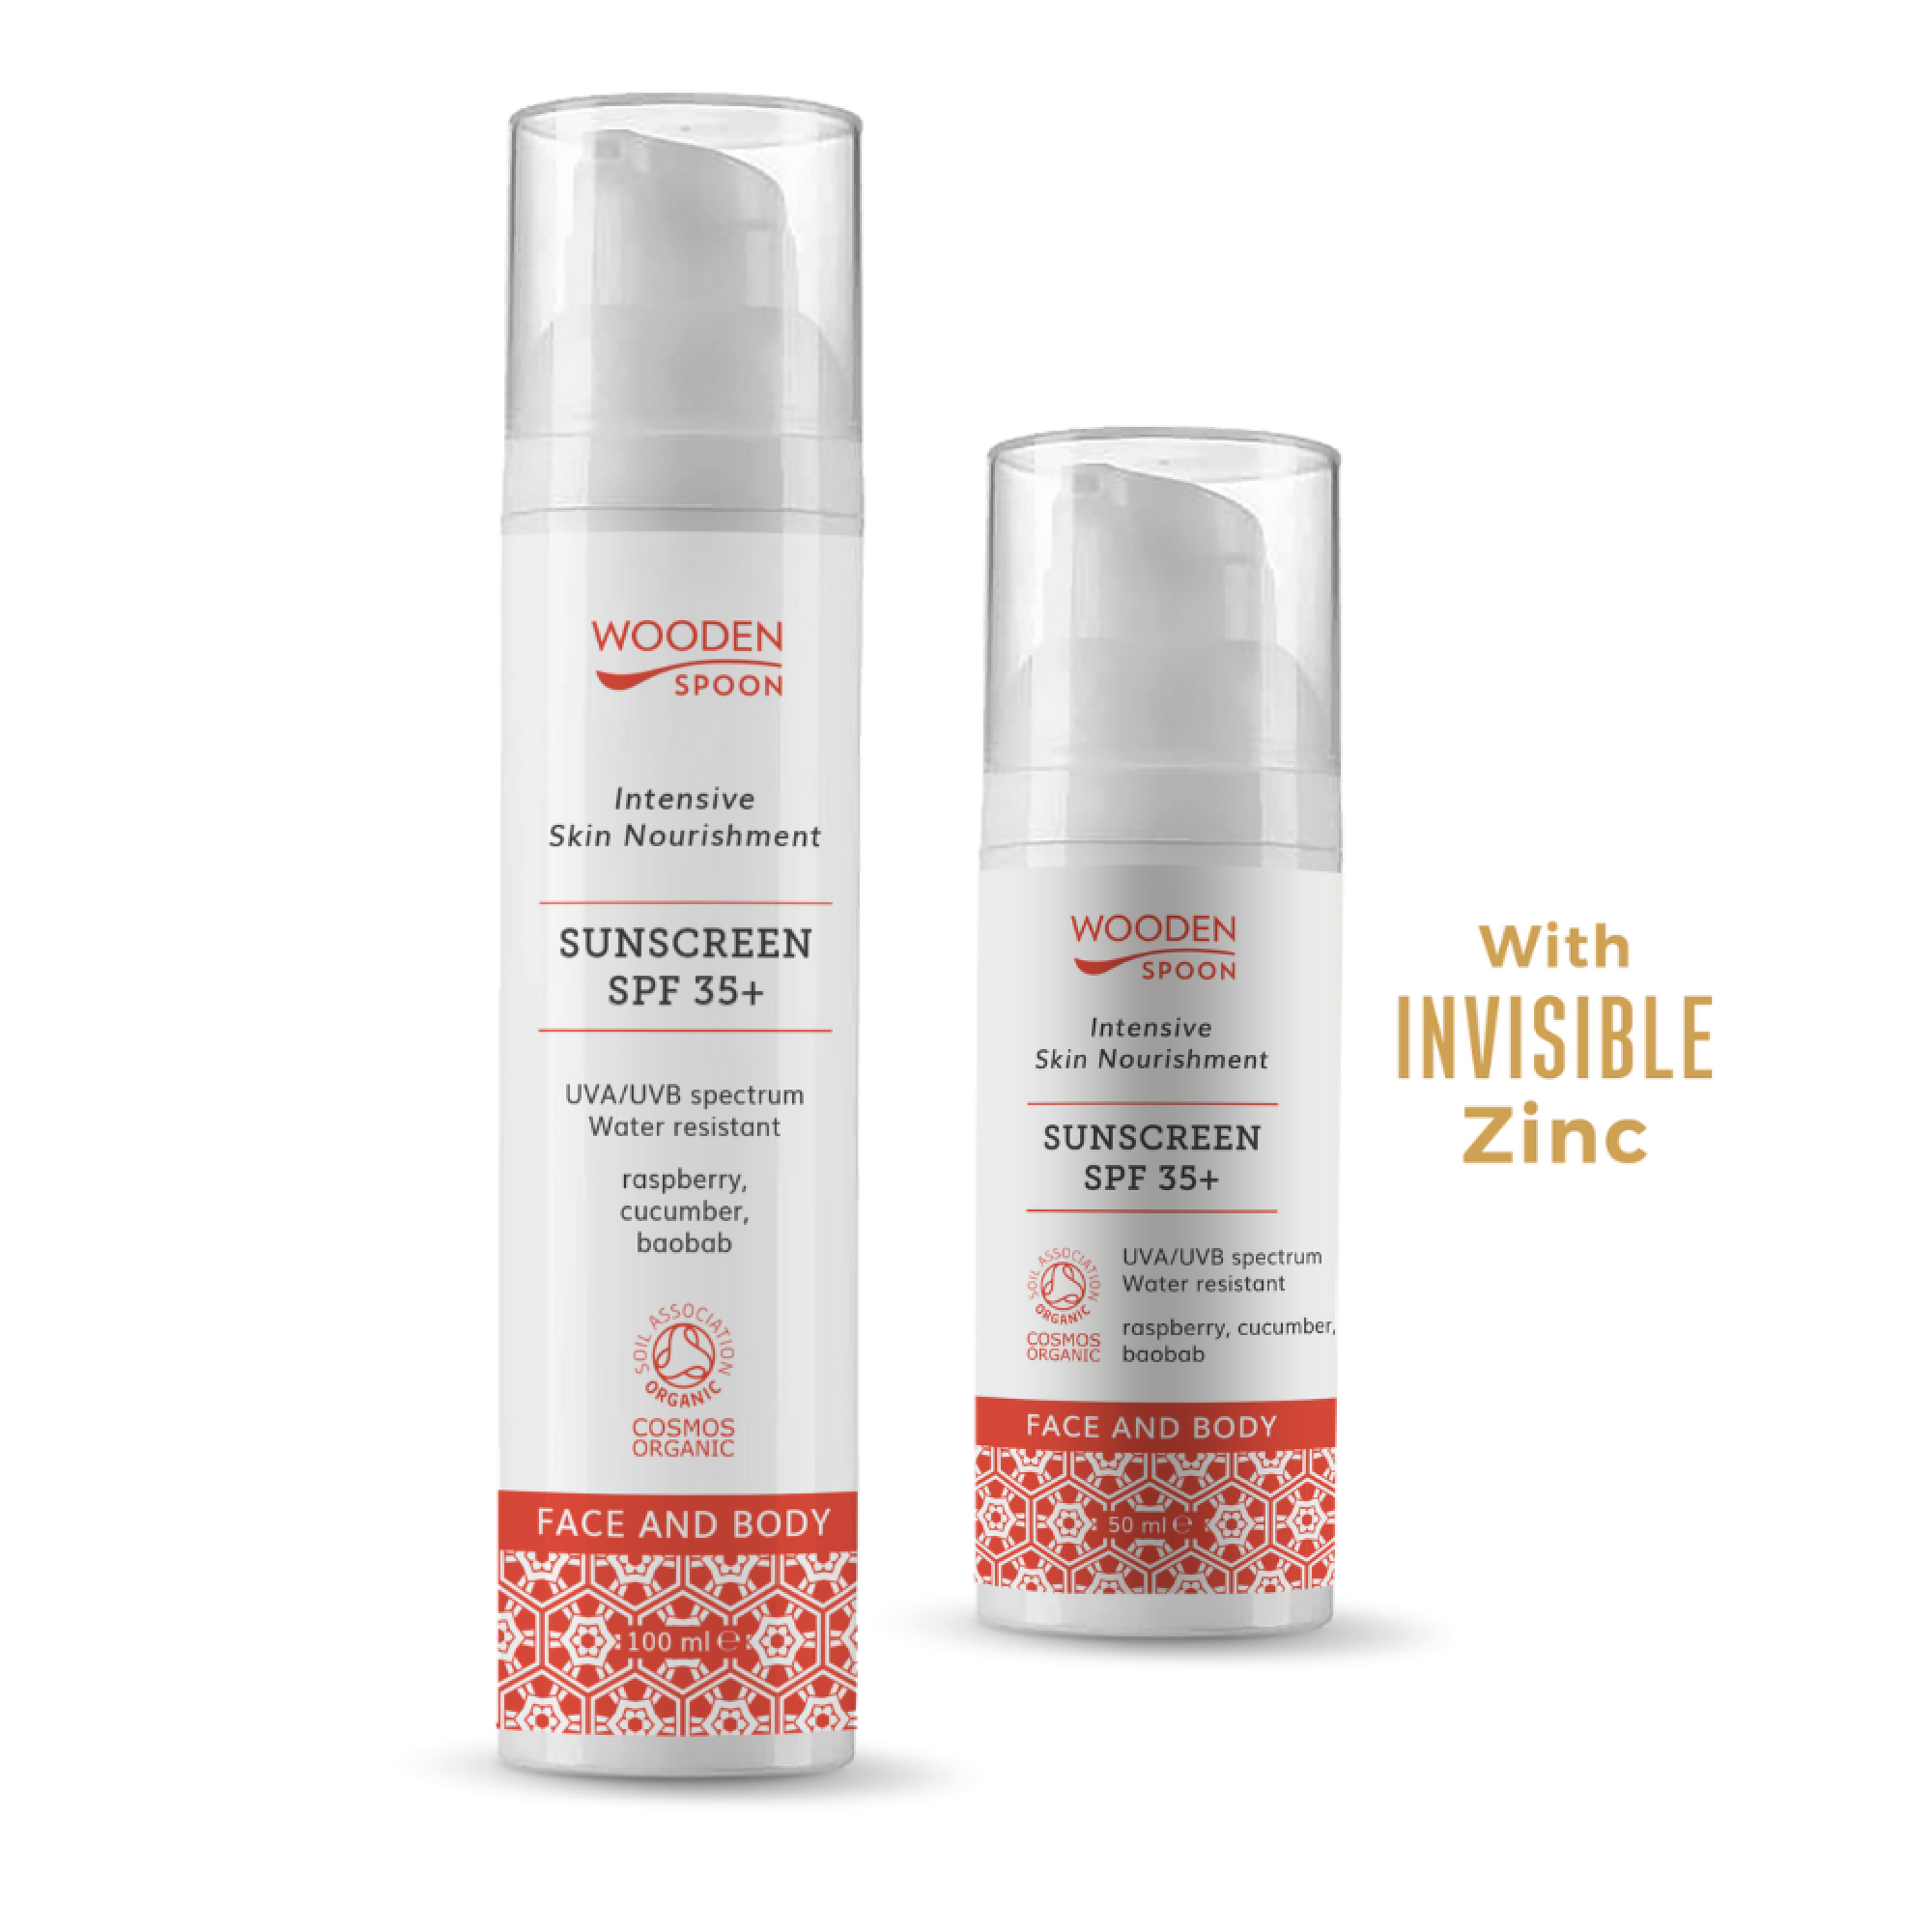 WOODEN
SPOON
Intensive
Skin Nourishment
SUNSCREEN
SPF 35+
UVA/UVB spectrum
Water resistant
raspberry,
cucumber,
baobab
SOIL ASSOCIATION
ORGANIC
COSMOS
ORGANIC
FACE AND BODY
100 ml ℮
WOODEN
SPOON
Intensive
Skin Nourishment
SUNSCREEN
SPF 35+
SOIL ASSOCIATION
ORGANIC
COSMOS
ORGANIC
UVA/UVB spectrum
Water resistant
raspberry, cucumber,
baobab
FACE AND BODY
50 ml ℮
With
INVISIBLE
Zinc